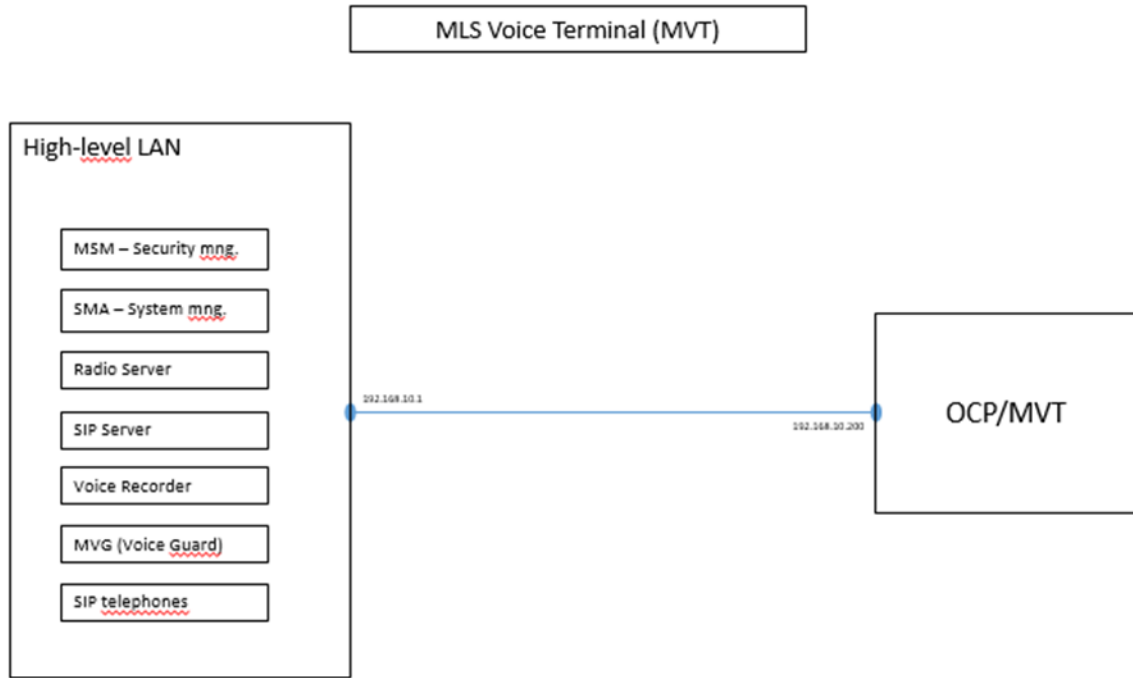 MLS Voice Terminal (MVT)
High-level LAN
MSM – Security mng.
SMA – System mng.
Radio Server
SIP Server
Voice Recorder
MVG (Voice Guard)
SIP telephones
192.168.10.1
192.168.10.200
OCP/MVT